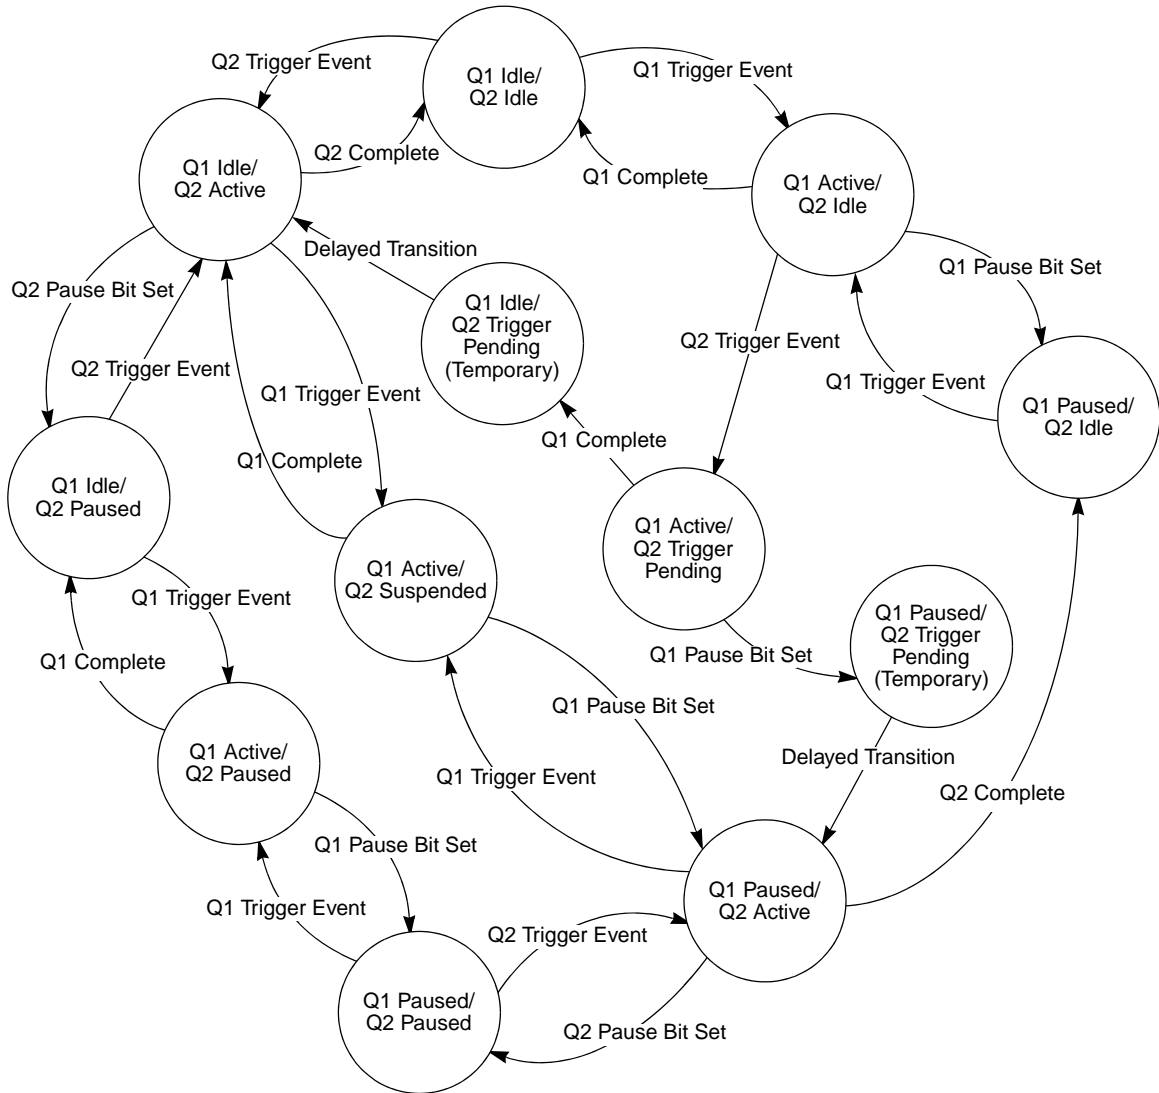 Q2 Trigger Event
Q1 Idle/
Q2 Idle
Q1 Trigger Event
Q2 Complete
Q1 Complete
Q1 Idle/
Q2 Active
Q1 Active/
Q2 Idle
Delayed Transition
Q1 Pause Bit Set
Q2 Pause Bit Set
Q1 Idle/
Q2 Trigger
Pending
(Temporary)
Q2 Trigger Event
Q2 Trigger Event
Q1 Trigger Event
Q1 Trigger Event
Q1 Paused/
Q2 Idle
Q1 Complete
Q1 Complete
Q1 Idle/
Q2 Paused
Q1 Active/
Q2 Trigger
Pending
Q1 Active/
Q2 Suspended
Q1 Trigger Event
Q1 Paused/
Q2 Trigger
Pending
(Temporary)
Q1 Complete
Q1 Pause Bit Set
Q1 Pause Bit Set
Q1 Active/
Q2 Paused
Q1 Trigger Event
Delayed Transition
Q2 Complete
Q1 Pause Bit Set
Q1 Paused/
Q2 Active
Q1 Trigger Event
Q2 Trigger Event
Q1 Paused/
Q2 Paused
Q2 Pause Bit Set